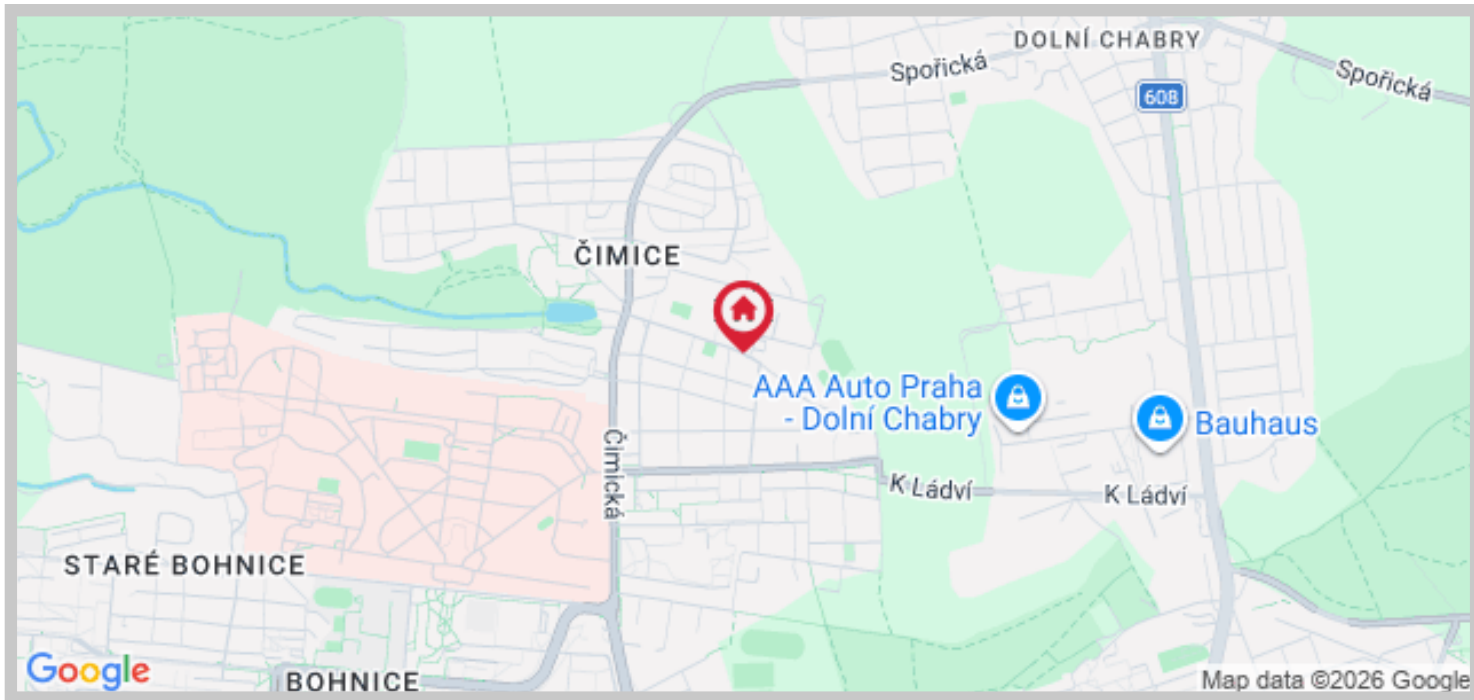 DOLNÍ CHABRY
Spořická
Spořická
608
ČIMICE
AAA Auto Praha
- Dolní Chabry
Bauhaus
Čimická
K Ládví
K Ládví
STARÉ BOHNICE
BOHNICE
Google
Map data ©2026 Google